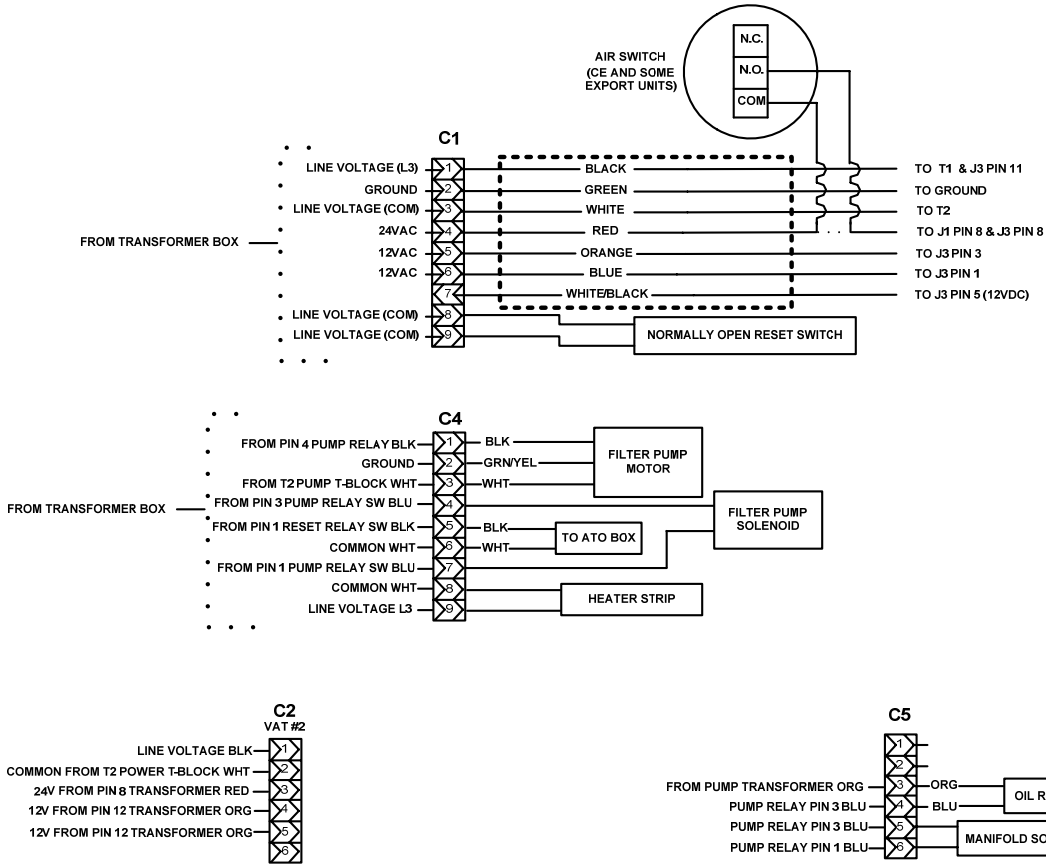 N.C.
N.O.
COM
AIR SWITCH
(CE AND SOME
EXPORT UNITS)
C1
LINE VOLTAGE (L3) 1 BLACK TO T1 & J3 PIN 11
GROUND 2 GREEN TO GROUND
LINE VOLTAGE (COM) 3 WHITE TO T2
24VAC 4 RED TO J1 PIN 8 & J3 PIN 8
FROM TRANSFORMER BOX
12VAC 5 ORANGE TO J3 PIN 3
12VAC 6 BLUE TO J3 PIN 1
7 WHITE/BLACK TO J3 PIN 5 (12VDC)
LINE VOLTAGE (COM) 8
LINE VOLTAGE (COM) 9
NORMALLY OPEN RESET SWITCH
C4
FROM PIN 4 PUMP RELAY BLK 1 BLK
GROUND 2 GRN/YEL
FROM T2 PUMP T-BLOCK WHT 3 WHT
FILTER PUMP
MOTOR
FROM TRANSFORMER BOX
FROM PIN 3 PUMP RELAY SW BLU 4
FILTER PUMP
SOLENOID
FROM PIN 1 RESET RELAY SW BLK 5 BLK
COMMON WHT 6 WHT
TO ATO BOX
FROM PIN 1 PUMP RELAY SW BLU 7
COMMON WHT 8
LINE VOLTAGE L3 9
HEATER STRIP
C2
VAT #2
LINE VOLTAGE BLK 1
COMMON FROM T2 POWER T-BLOCK WHT 2
24V FROM PIN 8 TRANSFORMER RED 3
12V FROM PIN 12 TRANSFORMER ORG 4
12V FROM PIN 12 TRANSFORMER ORG 5
6
C5
1
2
FROM PUMP TRANSFORMER ORG 3 ORG
PUMP RELAY PIN 3 BLU 4 BLU
OIL R
PUMP RELAY PIN 3 BLU 5
PUMP RELAY PIN 1 BLU 6
MANIFOLD SO